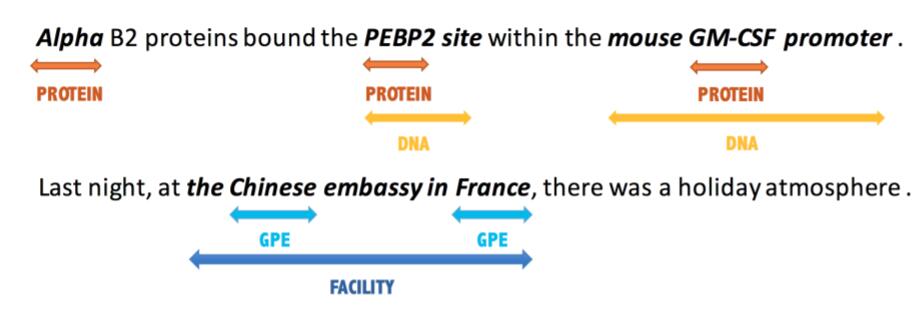 Alpha B2 proteins bound the PEBP2 site within the mouse GM-CSF promoter .
PROTEIN PROTEIN PROTEIN
DNA DNA
Last night, at the Chinese embassy in France, there was a holiday atmosphere .
GPE GPE
FACILITY